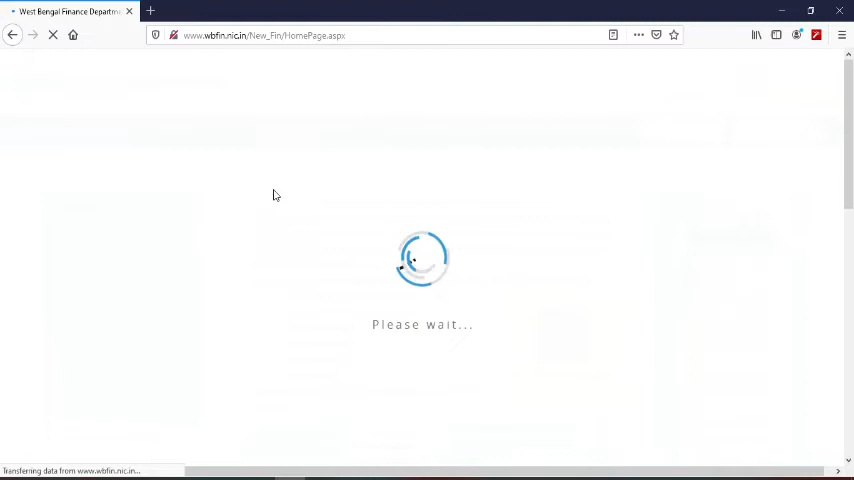 West Bengal Finance Departme
www.wbfin.nic.in/New_Fin/HomePage.aspx
Please wait...
Transferring data from www.wbfin.nic.in...